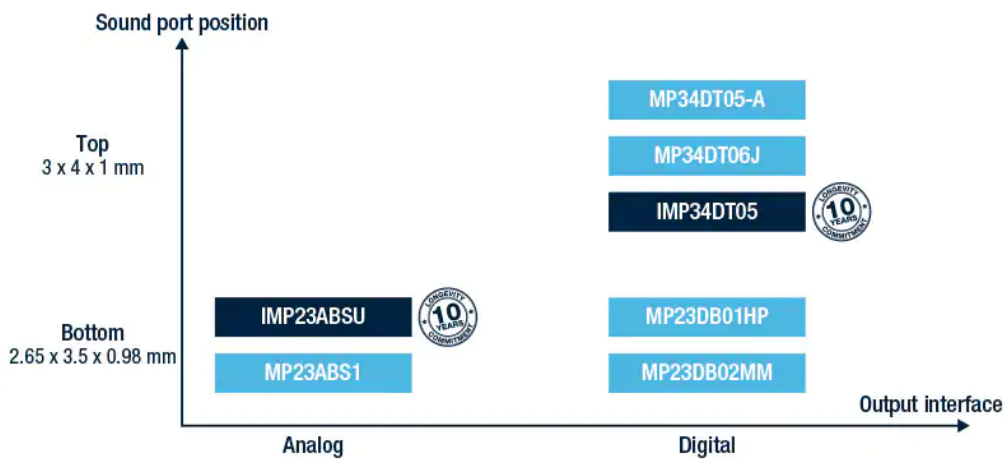 Sound port position
MP34DT05-A
Top
3 x 4 x 1 mm
MP34DT06J
IMP34DT05
LONGEVITY
10
YEARS
COMMITMENT
IMP23ABSU
LONGEVITY
10
YEARS
COMMITMENT
MP23DB01HP
Bottom
2.65 x 3.5 x 0.98 mm
MP23ABS1
MP23DB02MM
Output interface
Analog
Digital